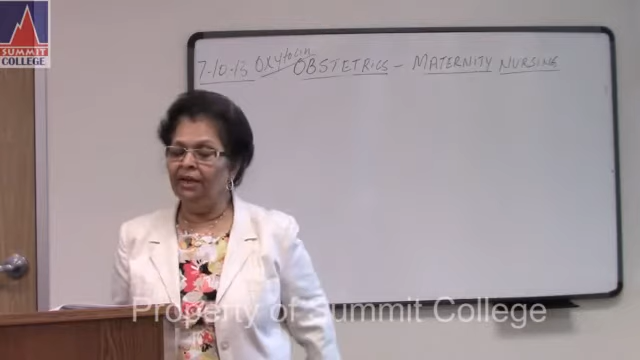 SUMMIT
COLLEGE
7-10-13 Oxytocin OBSTETRICS - MATERNITY NURSING
Property of Summit College